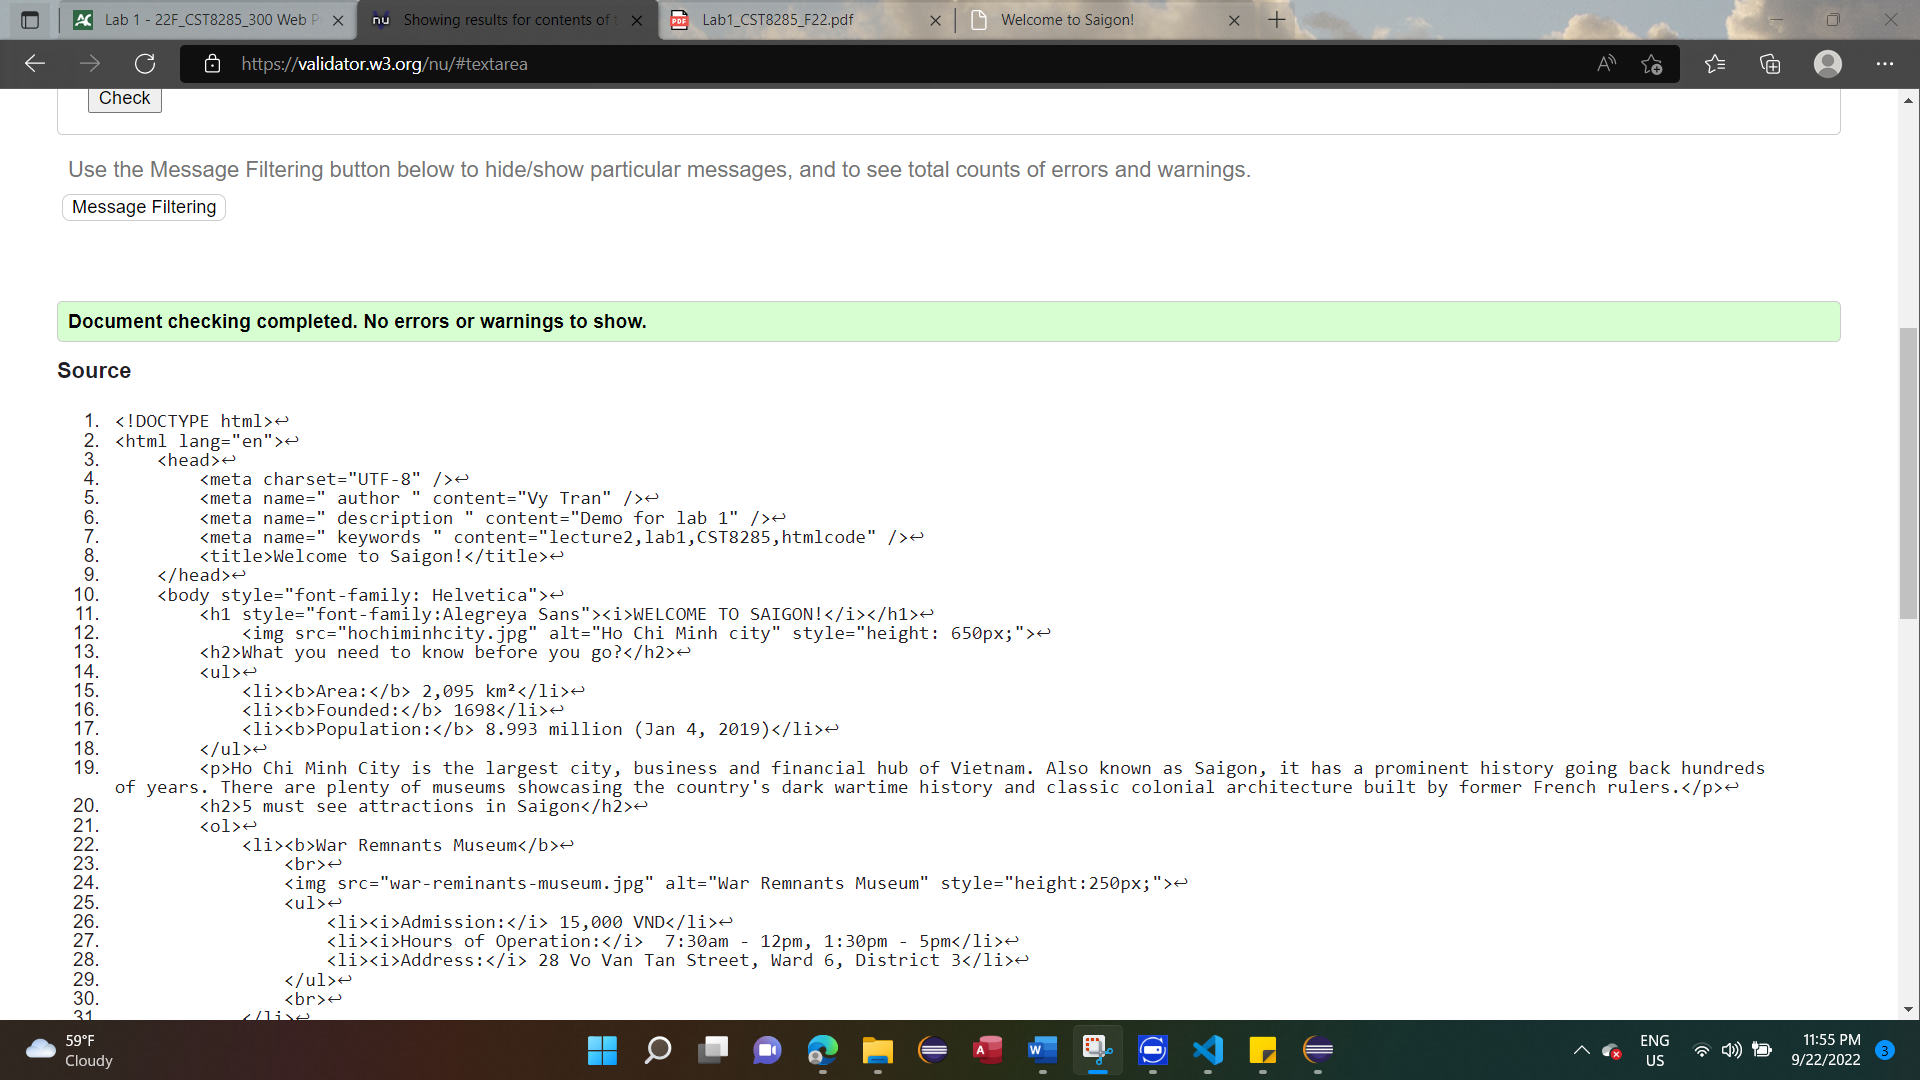 Lab 1 - 22F_CST8285_300 Web P
Showing results for contents of t
Lab1_CST8285_F22.pdf
Welcome to Saigon!
https://validator.w3.org/nu/#textarea
Check
Use the Message Filtering button below to hide/show particular messages, and to see total counts of errors and warnings.
Message Filtering
Document checking completed. No errors or warnings to show.
Source
1. <!DOCTYPE html>↩
2. <html lang="en">↩
3. <head>↩
4. <meta charset="UTF-8" />↩
5. <meta name=" author " content="Vy Tran" />↩
6. <meta name=" description " content="Demo for lab 1" />↩
7. <meta name=" keywords " content="lecture2,lab1,CST8285,htmlcode" />↩
8. <title>Welcome to Saigon!</title>↩
9. </head>↩
10. <body style="font-family: Helvetica">↩
11. <h1 style="font-family:Alegreya Sans"><i>WELCOME TO SAIGON!</i></h1>↩
12. <img src="hochiminhcity.jpg" alt="Ho Chi Minh city" style="height: 650px;">↩
13. <h2>What you need to know before you go?</h2>↩
14. <ul>↩
15. <li><b>Area:</b> 2,095 km²</li>↩
16. <li><b>Founded:</b> 1698</li>↩
17. <li><b>Population:</b> 8.993 million (Jan 4, 2019)</li>↩
18. </ul>↩
19. <p>Ho Chi Minh City is the largest city, business and financial hub of Vietnam. Also known as Saigon, it has a prominent history going back hundreds
of years. There are plenty of museums showcasing the country's dark wartime history and classic colonial architecture built by former French rulers.</p>↩
20. <h2>5 must see attractions in Saigon</h2>↩
21. <ol>↩
22. <li><b>War Remnants Museum</b>↩
23. <br>↩
24. <img src="war-reminants-museum.jpg" alt="War Remnants Museum" style="height:250px;">↩
25. <ul>↩
26. <li><i>Admission:</i> 15,000 VND</li>↩
27. <li><i>Hours of Operation:</i>  7:30am - 12pm, 1:30pm - 5pm</li>↩
28. <li><i>Address:</i> 28 Vo Van Tan Street, Ward 6, District 3</li>↩
29. </ul>↩
30. <br>↩
31. </li>↩
59°F
Cloudy
ENG
US
11:55 PM
9/22/2022
3